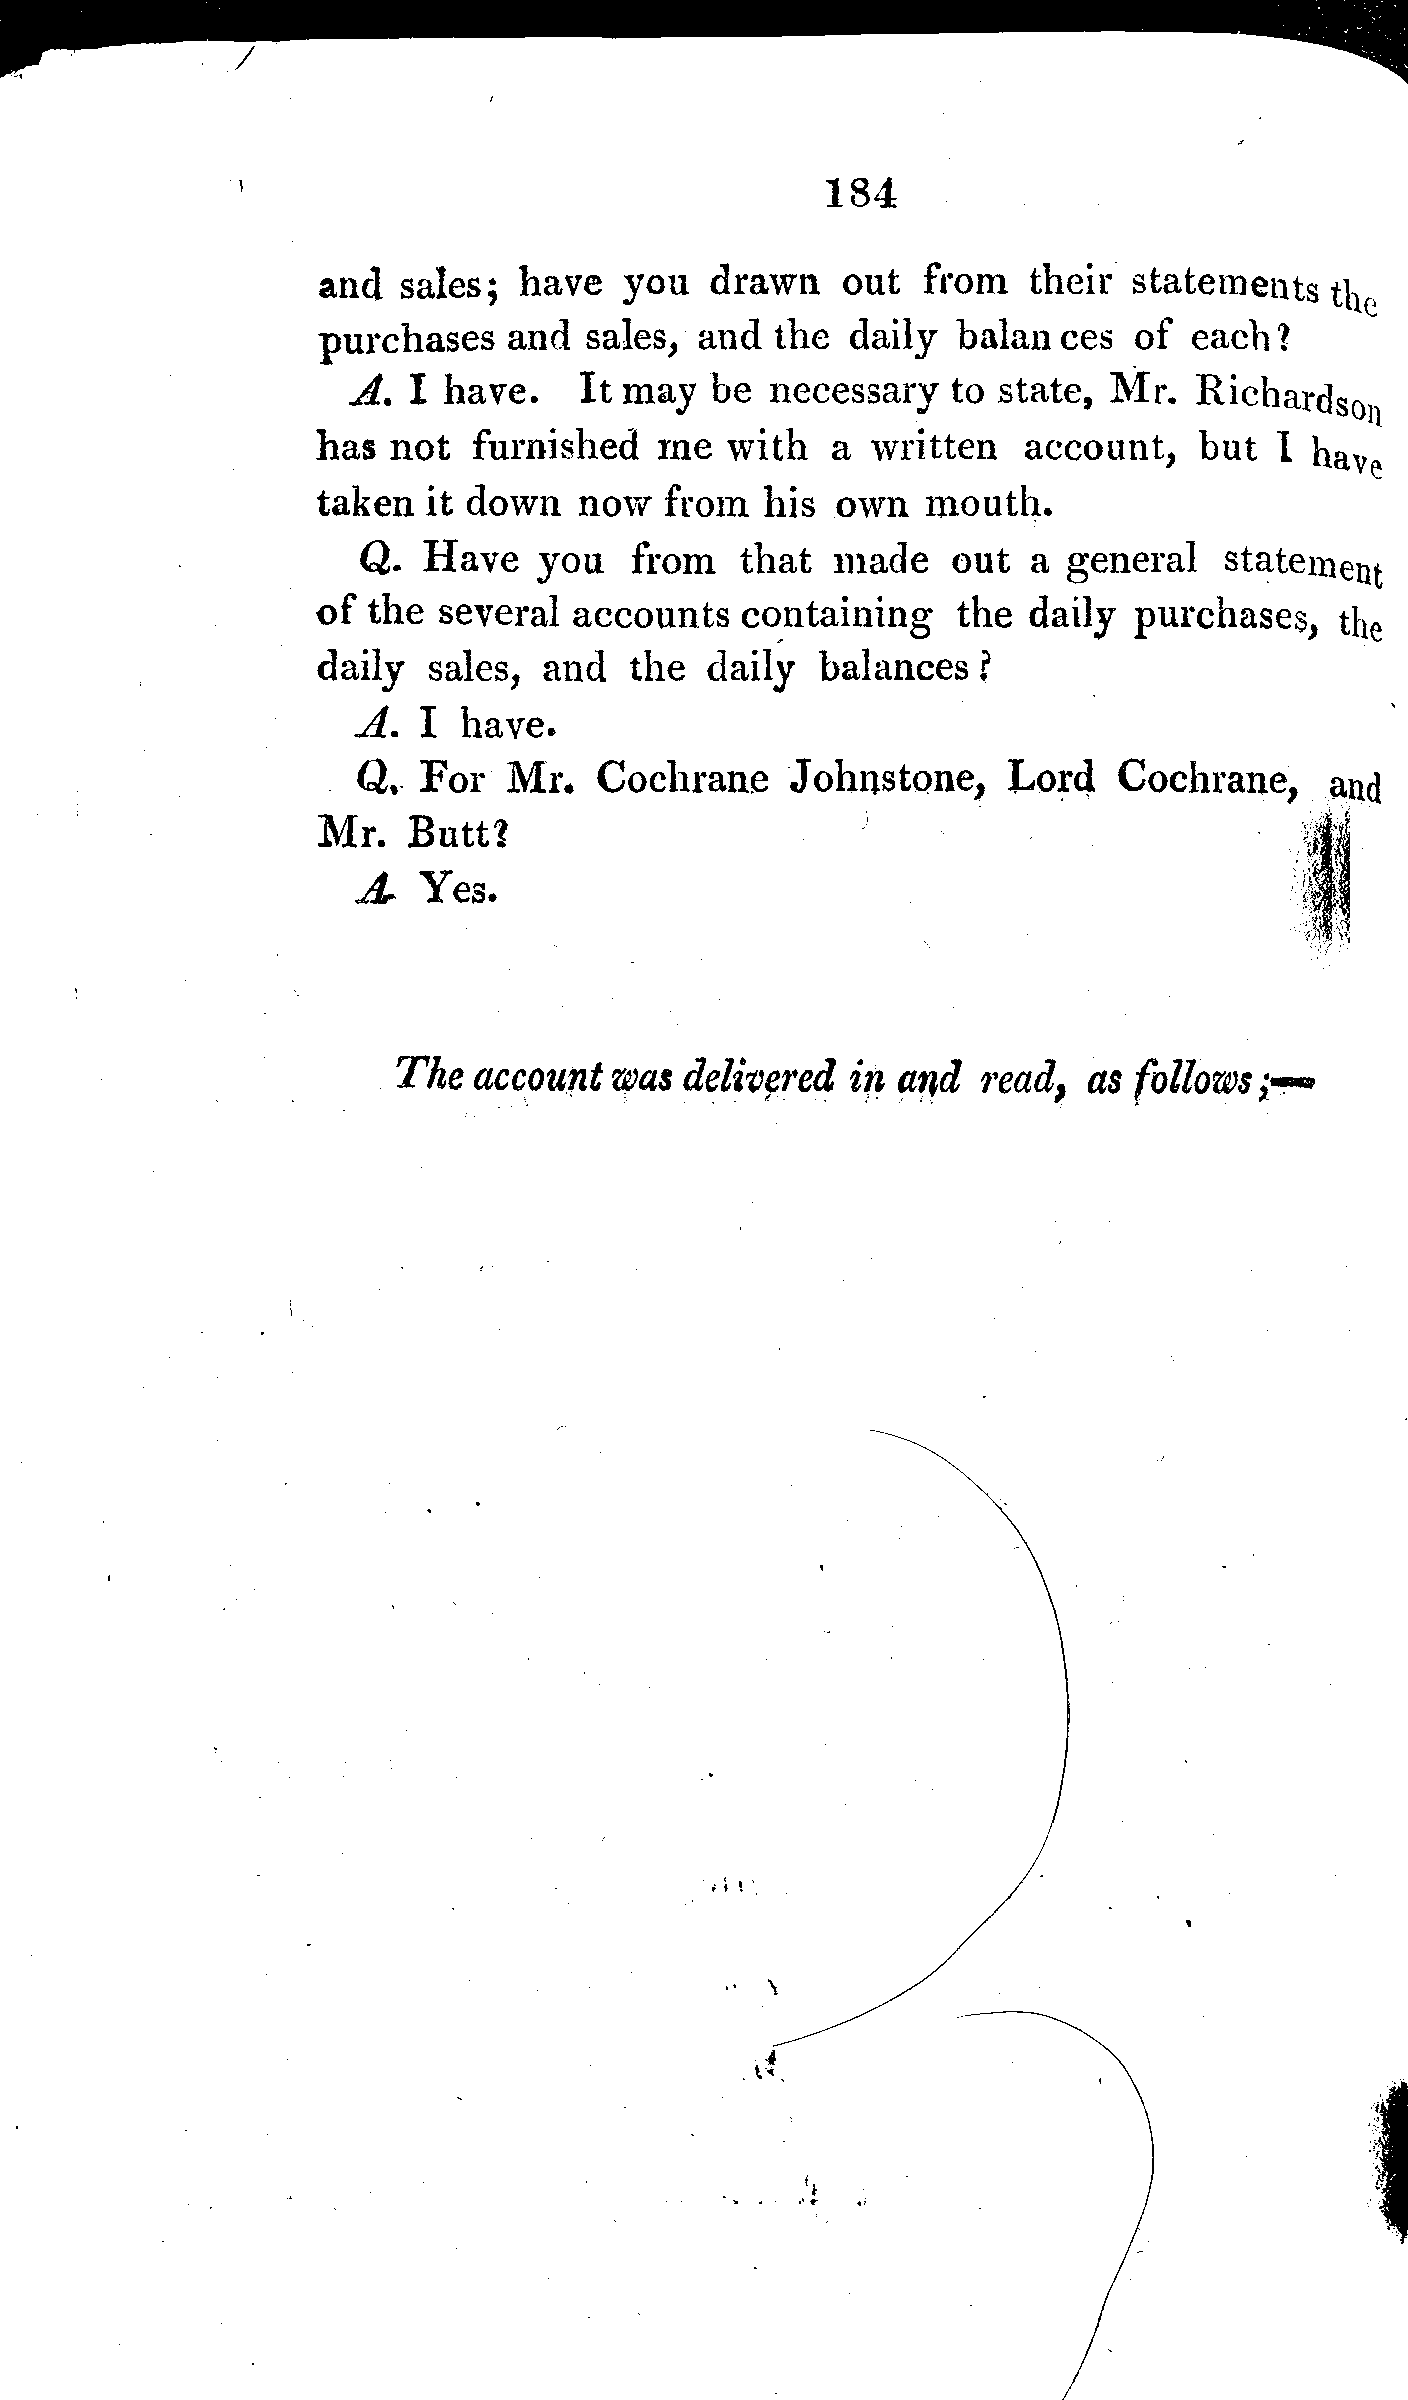 184
and sales; have you drawn out from their statements the
purchases and sales, and the daily balances of each?
A. I have. It may be necessary to state, Mr. Richardson
has not furnished me with a written account, but I have
taken it down now from his own mouth.
Q. Have you from that made out a general statement
of the several accounts containing the daily purchases, the
daily sales, and the daily balances?
A. I have.
Q. For Mr. Cochrane Johnstone, Lord Cochrane, and
Mr. Butt?
A. Yes.
The account was delivered in and read, as follows;—